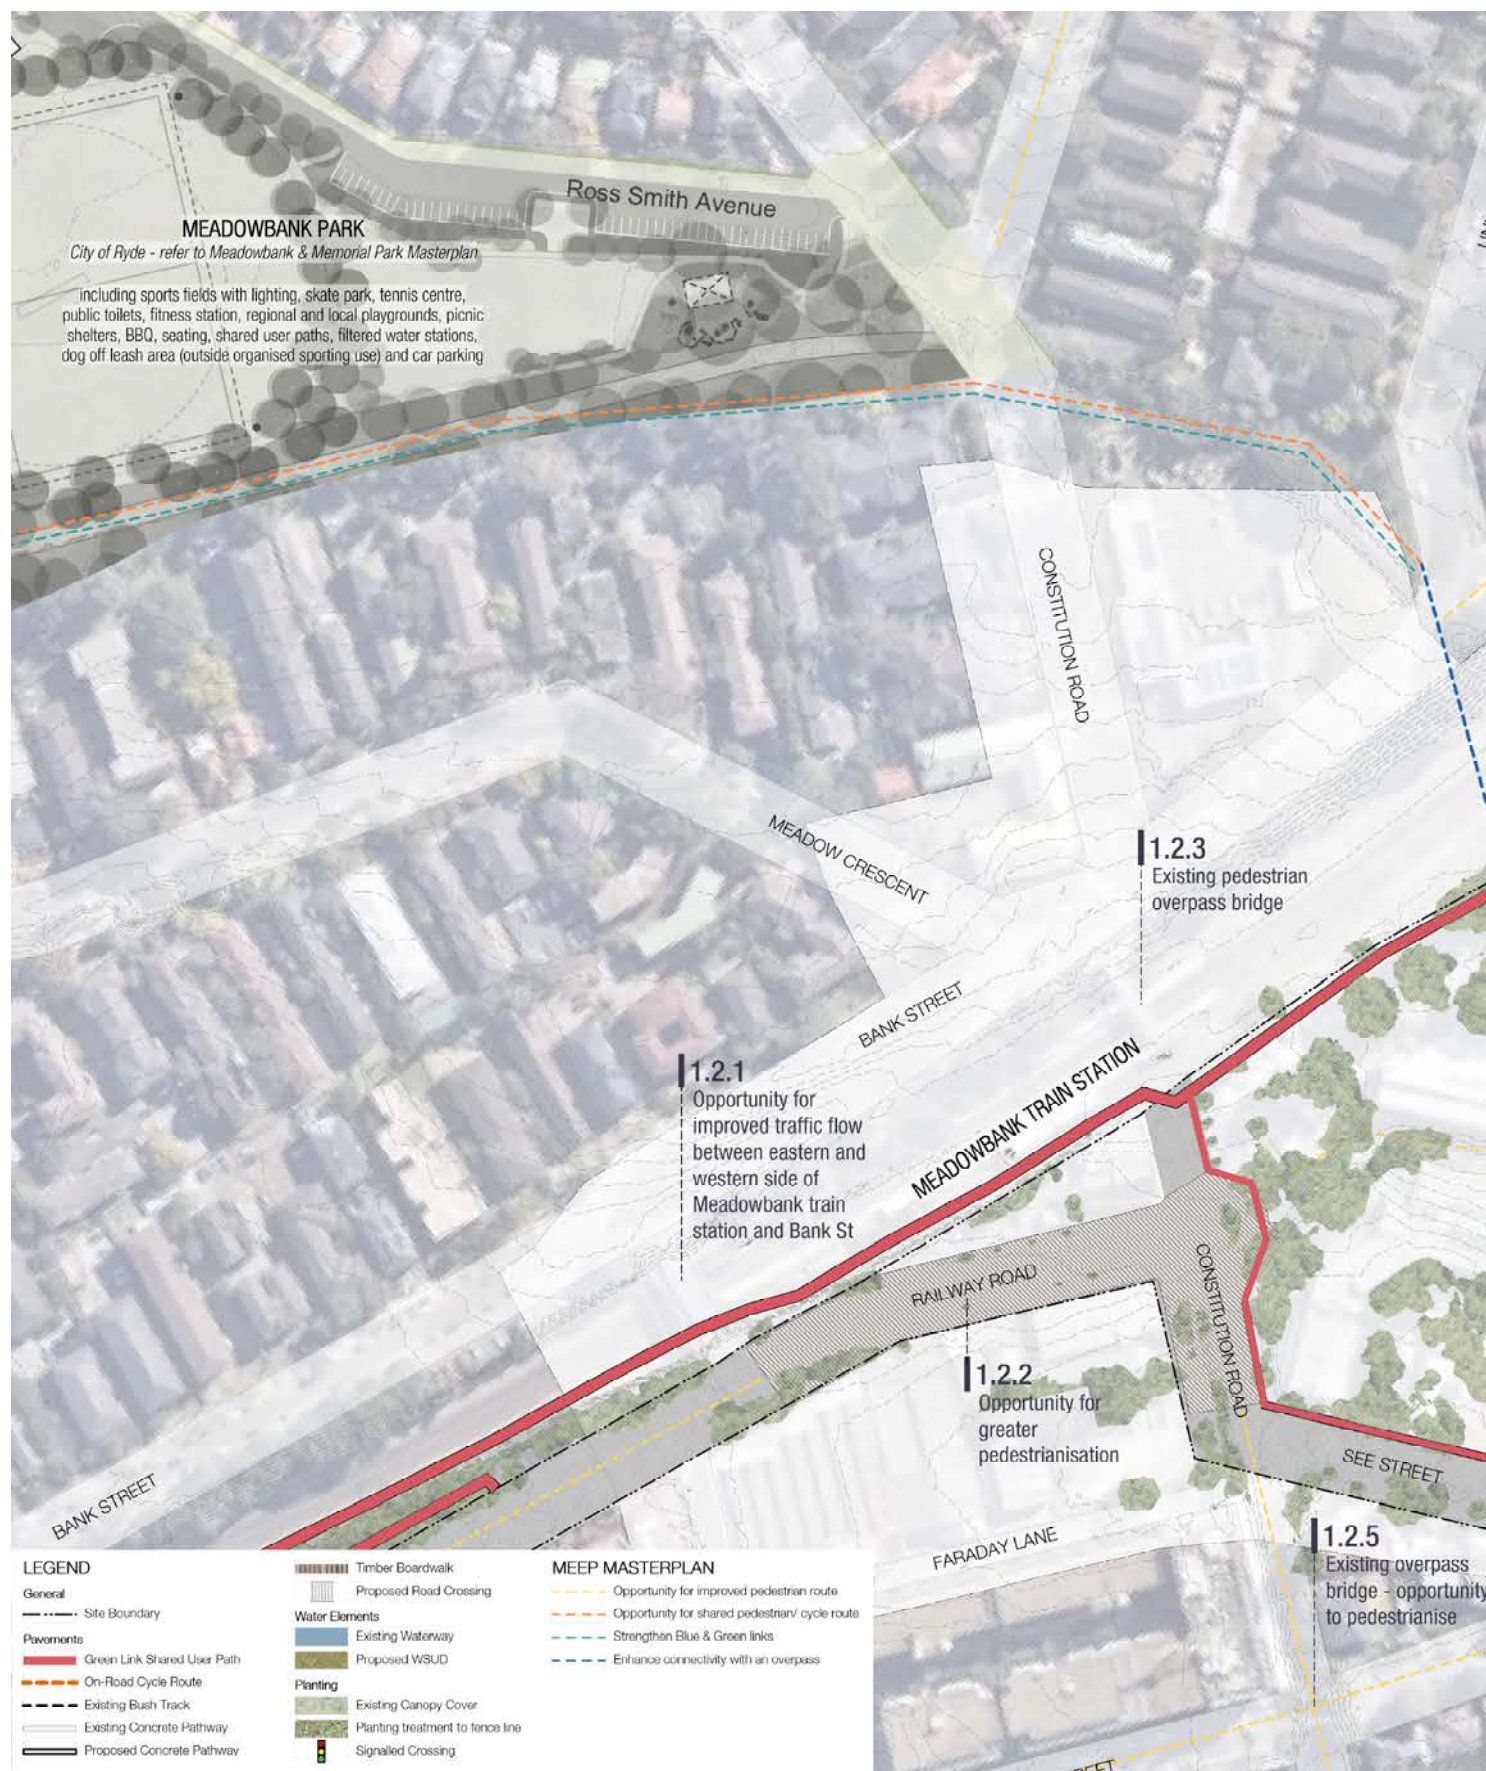 Ross Smith Avenue
MEADOWBANK PARK
City of Ryde - refer to Meadowbank & Memorial Park Masterplan
including sports fields with lighting, skate park, tennis centre,
public toilets, fitness station, regional and local playgrounds, picnic
shelters, BBQ, seating, shared user paths, filtered water stations,
dog off leash area (outside organised sporting use) and car parking
CONSTITUTION ROAD
MEADOW CRESCENT
1.2.3
Existing pedestrian
overpass bridge
BANK STREET
MEADOWBANK TRAIN STATION
1.2.1
Opportunity for
improved traffic flow
between eastern and
western side of
Meadowbank train
station and Bank St
RAILWAY ROAD
CONSTITUTION ROAD
1.2.2
Opportunity for
greater
pedestrianisation
SEE STREET
BANK STREET
FARADAY LANE
1.2.5
Existing overpass
bridge - opportunity
to pedestrianise
LEGEND
General
Site Boundary
Pavements
Green Link Shared User Path
On-Road Cycle Route
Existing Bush Track
Existing Concrete Pathway
Proposed Concrete Pathway
Timber Boardwalk
Proposed Road Crossing
Water Elements
Existing Waterway
Proposed WSUD
Planting
Existing Canopy Cover
Planting treatment to fence line
Signalled Crossing
MEEP MASTERPLAN
Opportunity for improved pedestrian route
Opportunity for shared pedestrian/ cycle route
Strengthen Blue & Green links
Enhance connectivity with an overpass